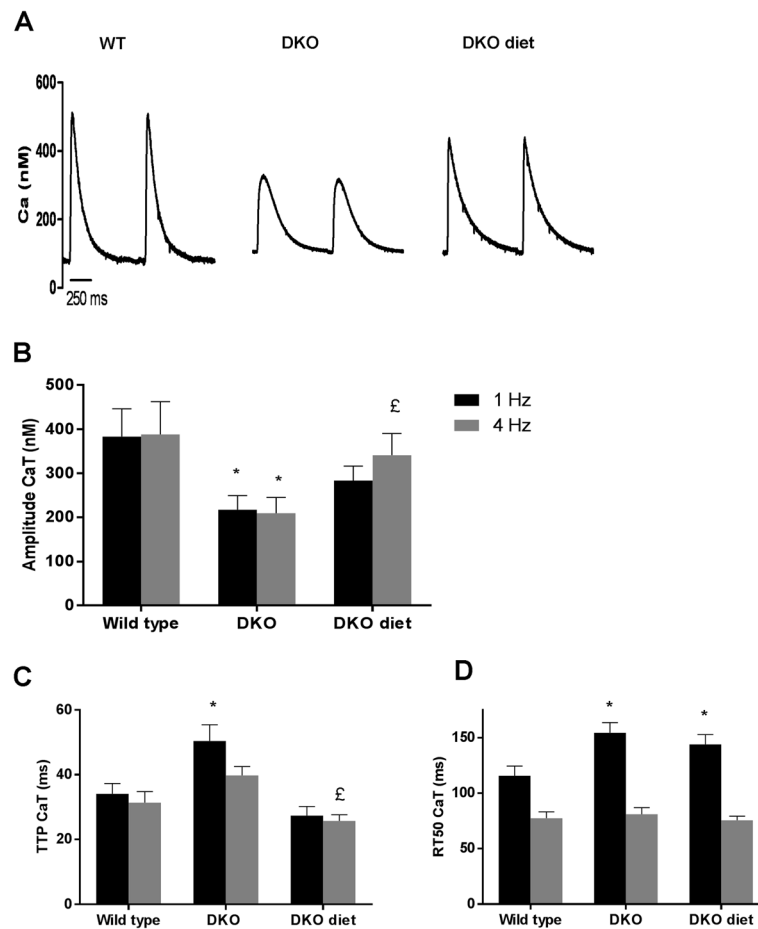 A
WT DKO DKO diet
600
400
200
0
Ca (nM)
250 ms
B
500
400
300
200
100
0
Amplitude CaT (nM)
£
* *
1 Hz
4 Hz
Wild type DKO DKO diet
C
60
40
20
0
TTP CaT (ms)
*
£
Wild type DKO DKO diet
D
150
100
50
0
RT50 CaT (ms)
* *
Wild type DKO DKO diet